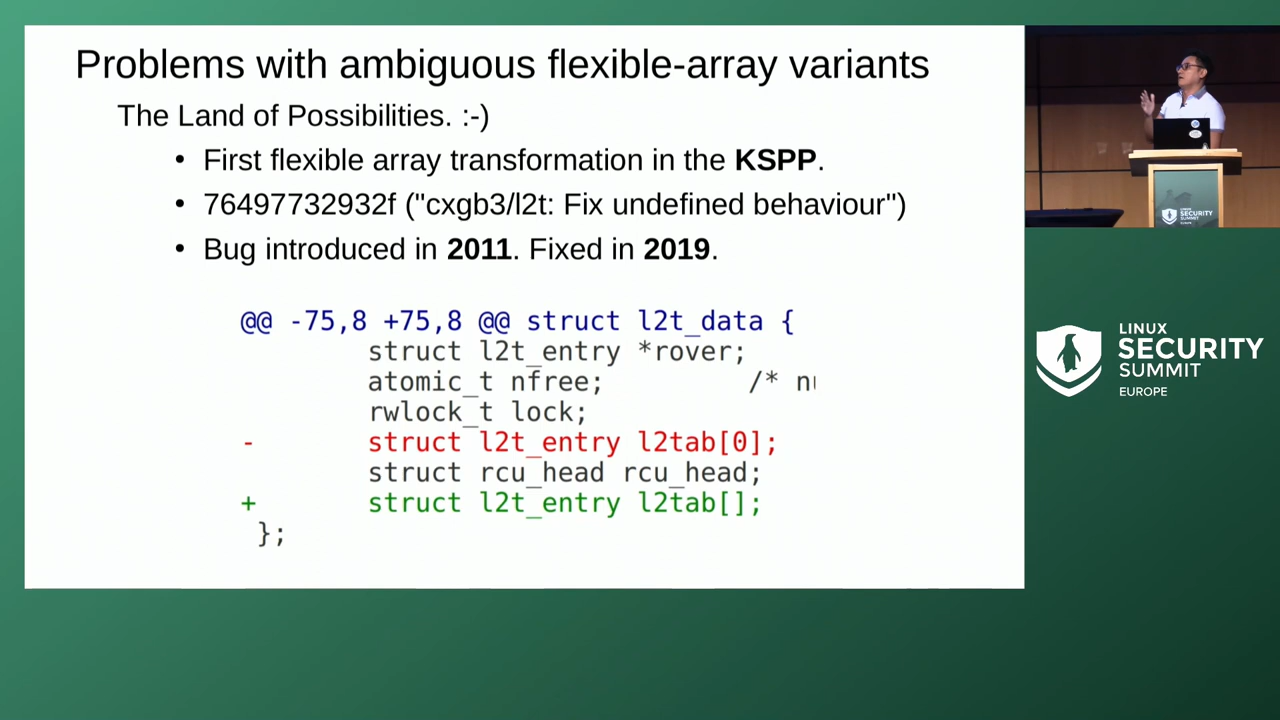 Problems with ambiguous flexible-array variants
The Land of Possibilities. :-)
• First flexible array transformation in the KSPP.
• 76497732932f ("cxgb3/l2t: Fix undefined behaviour")
• Bug introduced in 2011. Fixed in 2019.
@@ -75,8 +75,8 @@ struct l2t_data {
struct l2t_entry *rover;
atomic_t nfree; /*
rwlock_t lock;
- struct l2t_entry l2tab[0];
struct rcu_head rcu_head;
+ struct l2t_entry l2tab[];
};
LINUX
SECURITY
SUMMIT
EUROPE
LINUX
SECURITY
SUMMIT